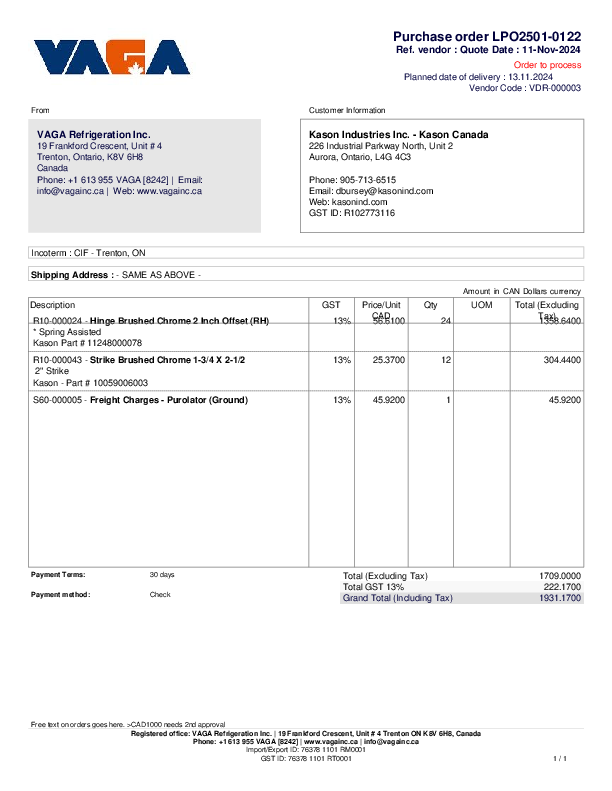 VAGA
Purchase order LPO2501-0122
Ref. vendor : Quote Date : 11-Nov-2024
Order to process
Planned date of delivery : 13.11.2024
Vendor Code : VDR-000003
From
Customer Information
VAGA Refrigeration Inc.
19 Frankford Crescent, Unit # 4
Trenton, Ontario, K8V 6H8
Canada
Phone: +1 613 955 VAGA [8242] | Email:
info@vagainc.ca | Web: www.vagainc.ca
Kason Industries Inc. - Kason Canada
226 Industrial Parkway North, Unit 2
Aurora, Ontario, L4G 4C3
Phone: 905-713-6515
Email: dbursey@kasonind.com
Web: kasonind.com
GST ID: R102773116
Incoterm : CIF - Trenton, ON
Shipping Address : - SAME AS ABOVE -
Amount in CAN Dollars currency
Description GST Price/Unit CAD Qty UOM Total (Excluding Tax)
R10-000024 - Hinge Brushed Chrome 2 Inch Offset (RH) 13% 56.6100 24 1358.6400
* Spring Assisted
Kason Part # 11248000078
R10-000043 - Strike Brushed Chrome 1-3/4 X 2-1/2 13% 25.3700 12 304.4400
2" Strike
Kason - Part # 10059006003
S60-000005 - Freight Charges - Purolator (Ground) 13% 45.9200 1 45.9200
Payment Terms: 30 days
Payment method: Check
Total (Excluding Tax) 1709.0000
Total GST 13% 222.1700
Grand Total (Including Tax) 1931.1700
Free text on orders goes here. >CAD1000 needs 2nd approval
Registered office: VAGA Refrigeration Inc. | 19 Frankford Crescent, Unit # 4 Trenton ON K8V 6H8, Canada
Phone: +1 613 955 VAGA [8242] | www.vagainc.ca | info@vagainc.ca
Import/Export ID: 76378 1101 RM0001
GST ID: 76378 1101 RT0001
1 / 1